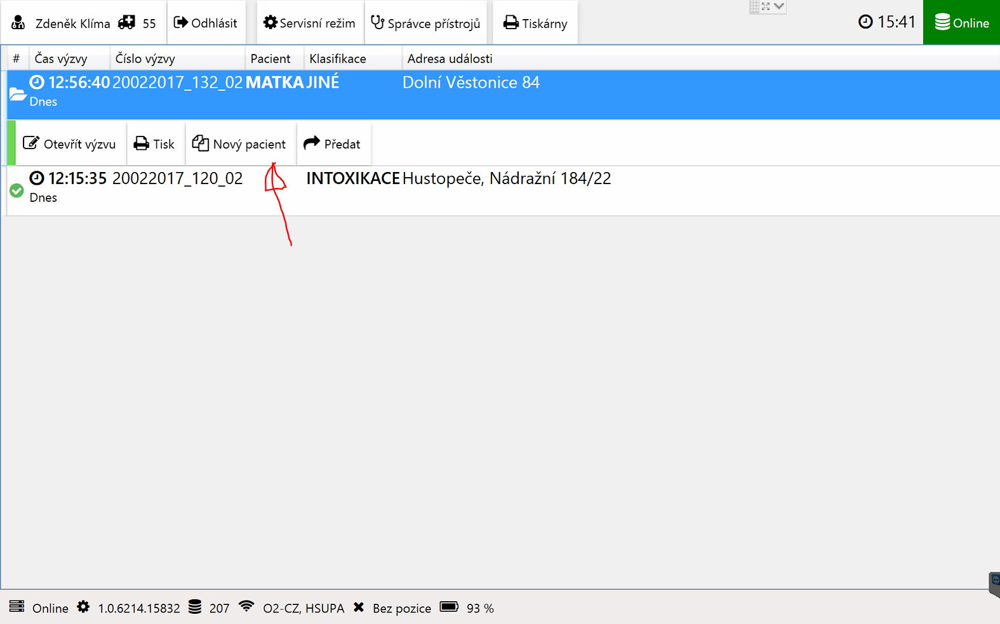 Zdeněk Klíma 55 Odhlásit Servisní režim Správce přístrojů Tiskárny 15:41 Online
# Čas výzvy Číslo výzvy Pacient Klasifikace Adresa události
12:56:40 20022017_132_02 MATKA JINÉ Dolní Věstonice 84
Dnes
Otevřít výzvu Tisk Nový pacient Předat
12:15:35 20022017_120_02 INTOXIKACE Hustopeče, Nádražní 184/22
Dnes
Online 1.0.6214.15832 207 O2-CZ, HSUPA Bez pozice 93 %